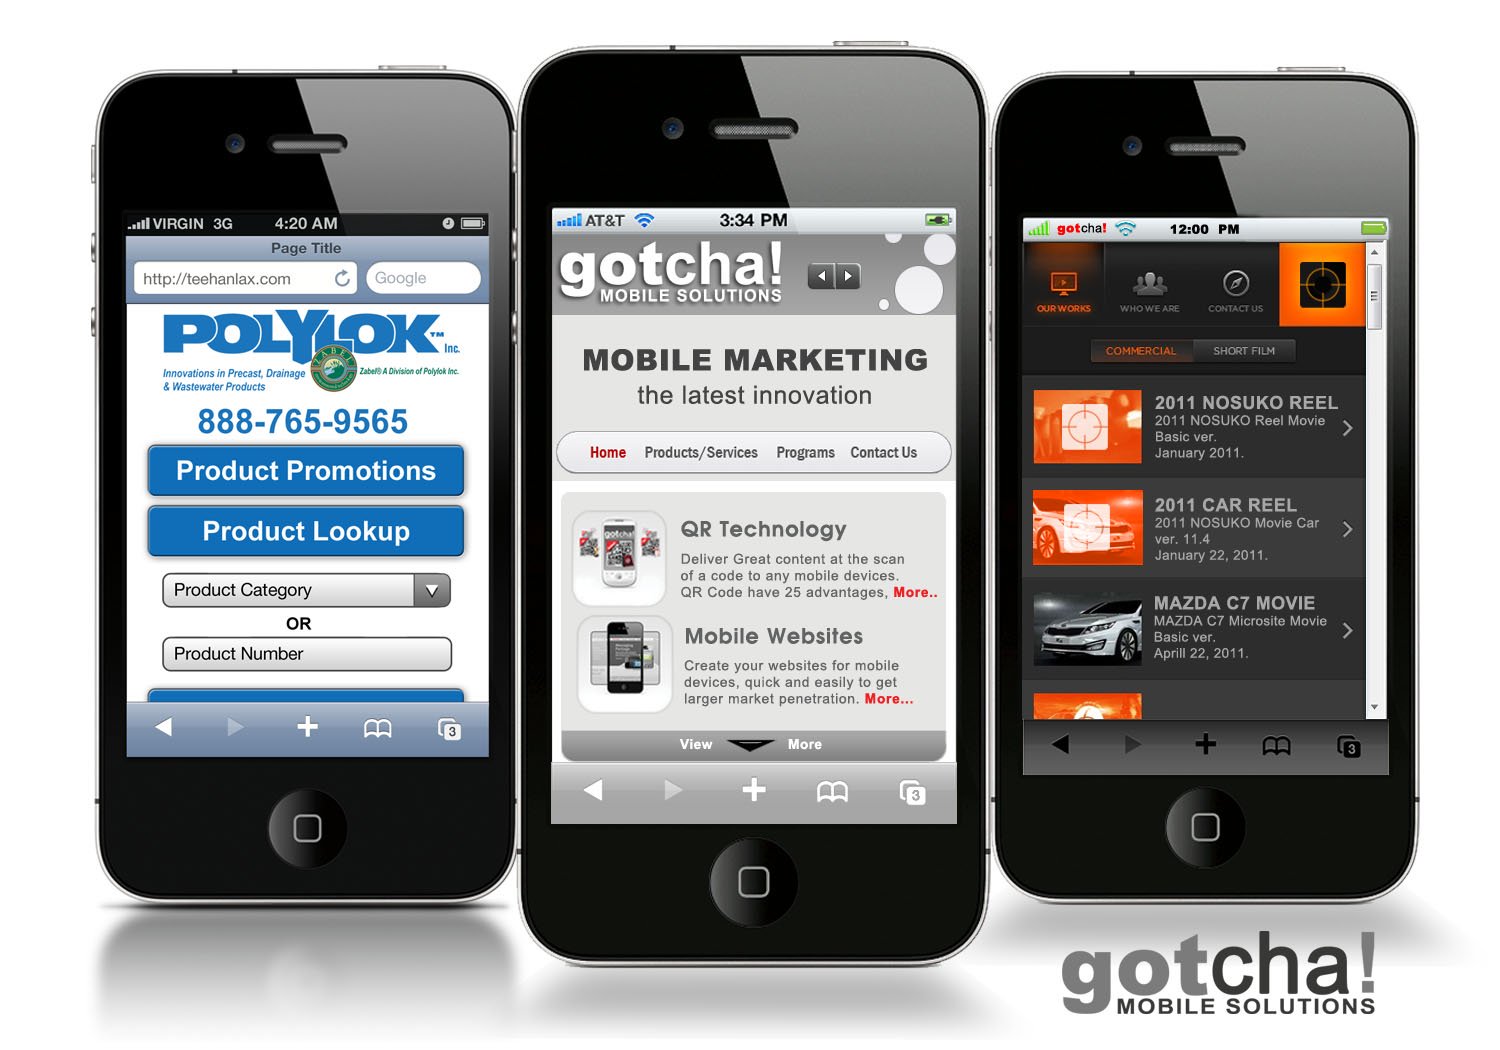 VIRGIN 3G 4:20 AM
Page Title
http://teehanlax.com Google
POLYLOK™ Inc.
Innovations in Precast, Drainage
& Wastewater Products
ZABEL
Zabel® A Division of Polylok Inc.
888-765-9565
Product Promotions
Product Lookup
Product Category
OR
Product Number
3
AT&T 3:34 PM
gotcha!
MOBILE SOLUTIONS
MOBILE MARKETING
the latest innovation
Home Products/Services Programs Contact Us
gotcha!
QR Technology
Deliver Great content at the scan
of a code to any mobile devices.
QR Code have 25 advantages, More..
Mobile Websites
Create your websites for mobile
devices, quick and easily to get
larger market penetration. More...
View More
3
gotcha! 12:00 PM
OUR WORKS WHO WE ARE CONTACT US
COMMERCIAL SHORT FILM
2011 NOSUKO REEL
2011 NOSUKO Reel Movie
Basic ver.
January 2011.
2011 CAR REEL
2011 NOSUKO Movie Car
ver. 11.4
January 22, 2011.
MAZDA C7 MOVIE
MAZDA C7 Microsite Movie
Basic ver.
Aprill 22, 2011.
3
gotcha!
MOBILE SOLUTIONS